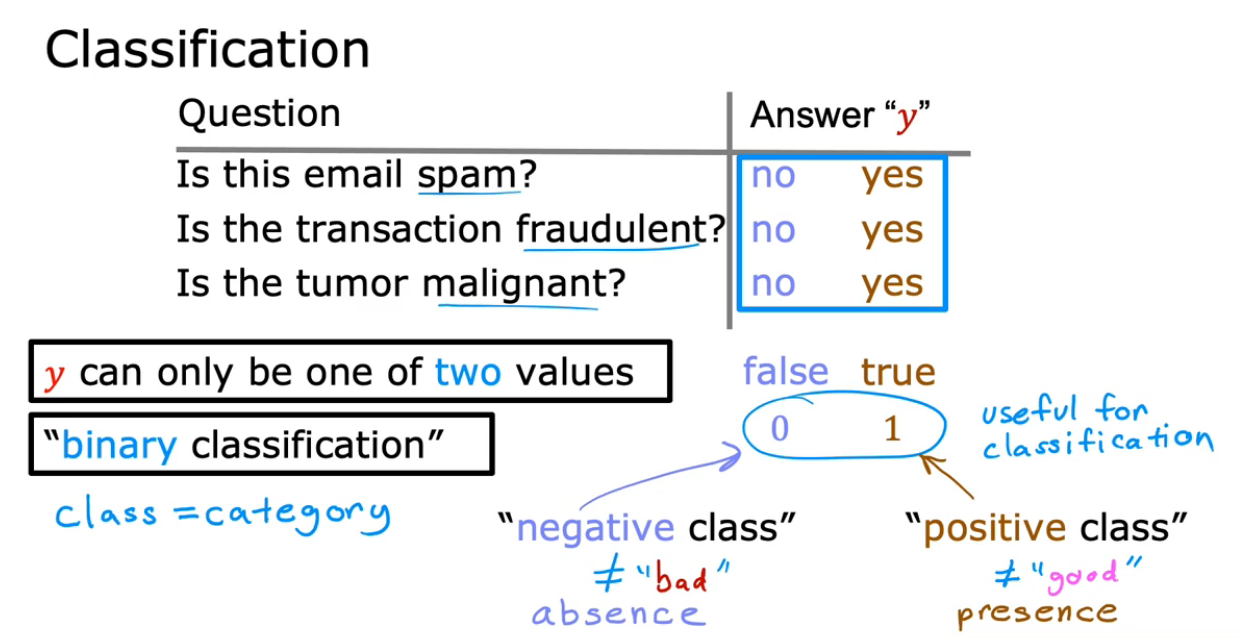 Classification
Question Answer “y”
Is this email spam? no yes
Is the transaction fraudulent? no yes
Is the tumor malignant? no yes
y can only be one of two values
false true
0 1
useful for
classification
“binary classification”
class = category
“negative class”
≠ “bad”
absence
“positive class”
≠ “good”
presence